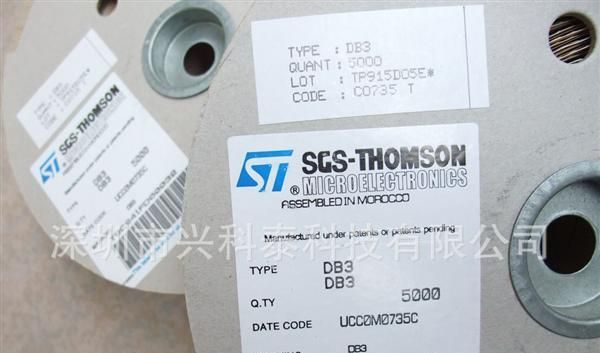 TYPE : DB3
QUANT : 5000
LOT : TP915D05E*
CODE : C0735 T
ST SGS-THOMSON
® MICROELECTRONICS
ASSEMBLED IN MOROCCO
Manufactured under patents or patents pending
TYPE DB3
DB3
Q.TY 5000
DATE CODE UCC0M0735C
DB3
SGS-THOMSON
DB3
DB3
5000
UCC0M0735C
深圳市兴科泰科技有限公司